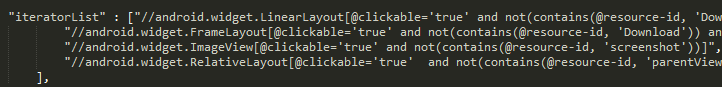 "iteratorList" : ["//android.widget.LinearLayout[@clickable='true' and not(contains(@resource-id, 'Dow
"//android.widget.FrameLayout[@clickable='true' and not(contains(@resource-id, 'Download')) an
"//android.widget.ImageView[@clickable='true' and not(contains(@resource-id, 'screenshot'))]",
"//android.widget.RelativeLayout[@clickable='true'  and not(contains(@resource-id, 'parentView
],